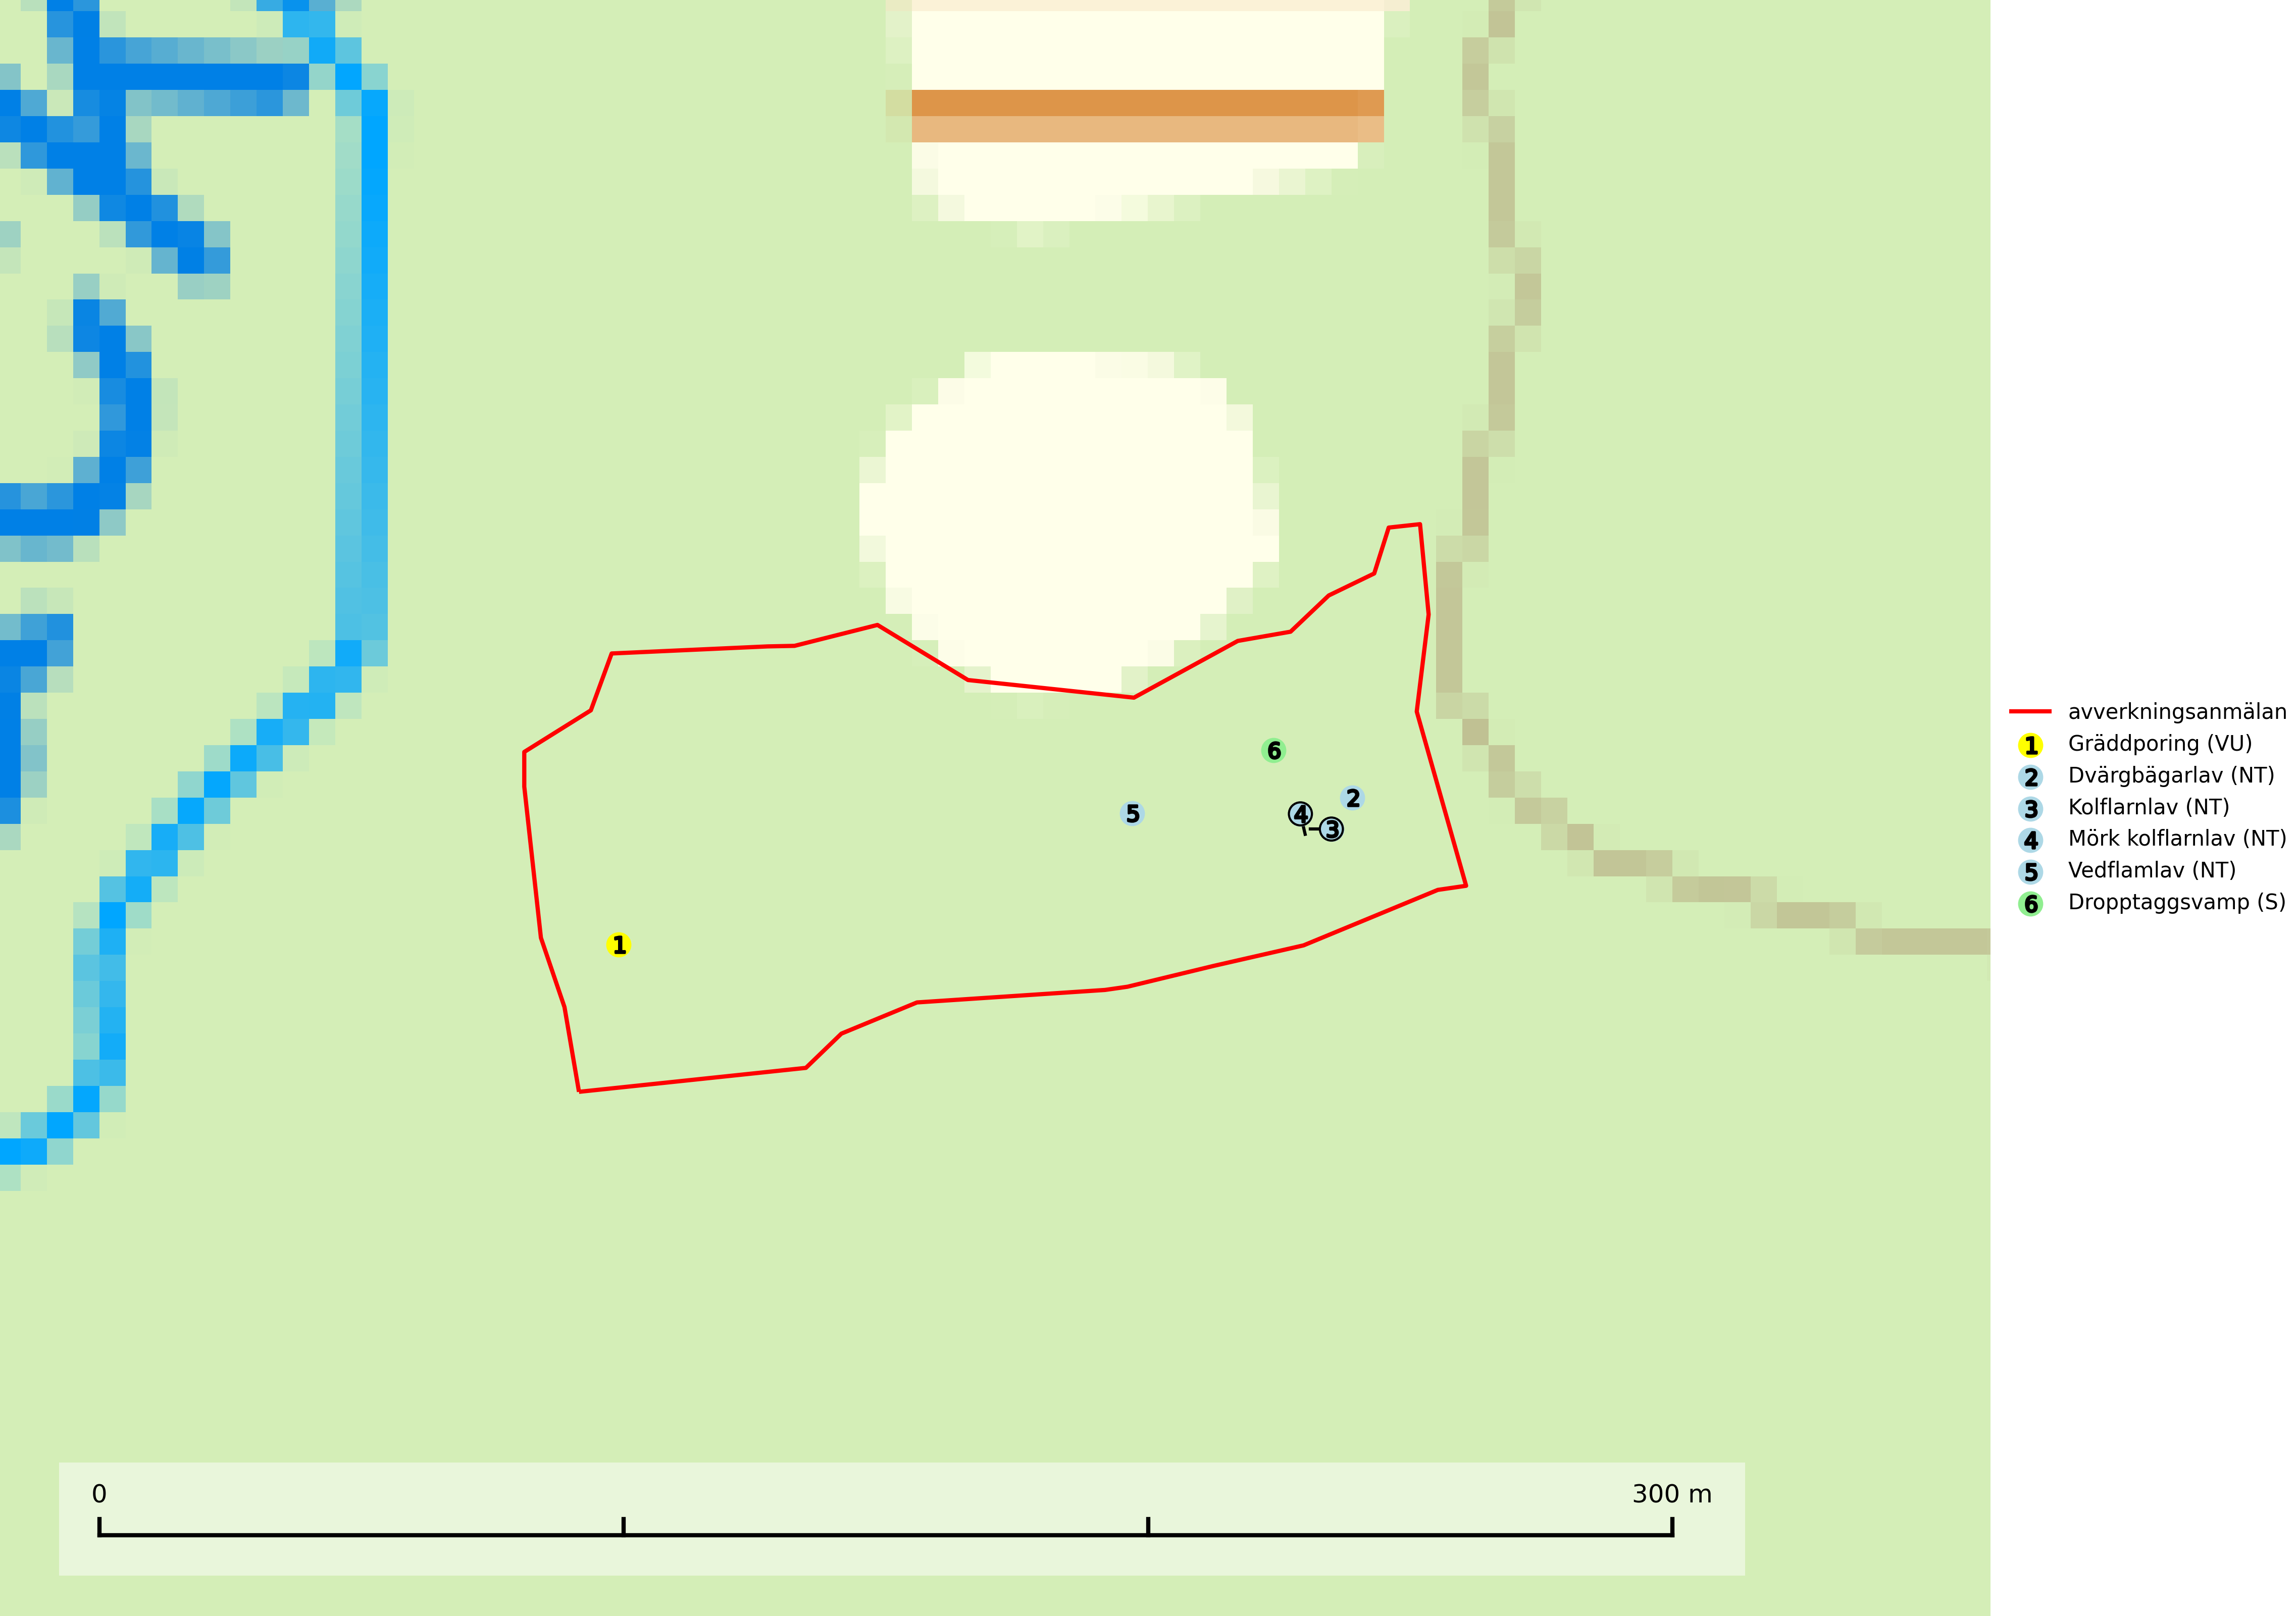 6
2
5
4
3
1
avverkningsanmälan
1 Gräddporing (VU)
2 Dvärgbägarlav (NT)
3 Kolflarnlav (NT)
4 Mörk kolflarnlav (NT)
5 Vedflamlav (NT)
6 Dropptaggsvamp (S)
0 300 m